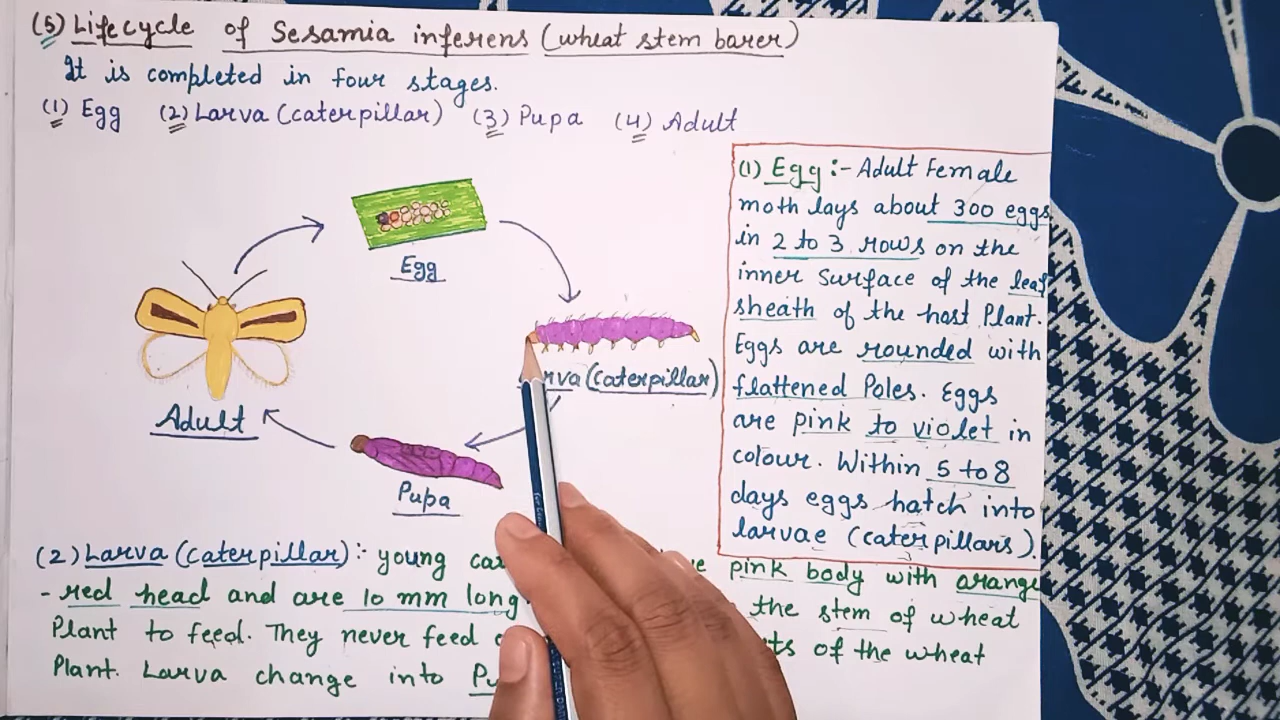 (5) Lifecycle of Sesamia inferens (wheat stem barer)
It is completed in four stages.
(1) Egg (2) Larva (caterpillar) (3) Pupa (4) Adult
Egg
(caterpillar)
Adult
Pupa
(1) Egg :- Adult Female
moth lays about 300 eggs
in 2 to 3 rows on the
inner surface of the leaf
sheath of the host Plant.
Eggs are rounded with
flattened Poles. Eggs
are pink to violet in
colour. Within 5 to 8
days eggs hatch into
larvae (caterpillars).
(2) Larva (caterpillar) :- young pink body with orange
- red head and are 10 mm long the stem of wheat
Plant to feed. They never feed of the wheat
Plant. Larva change into